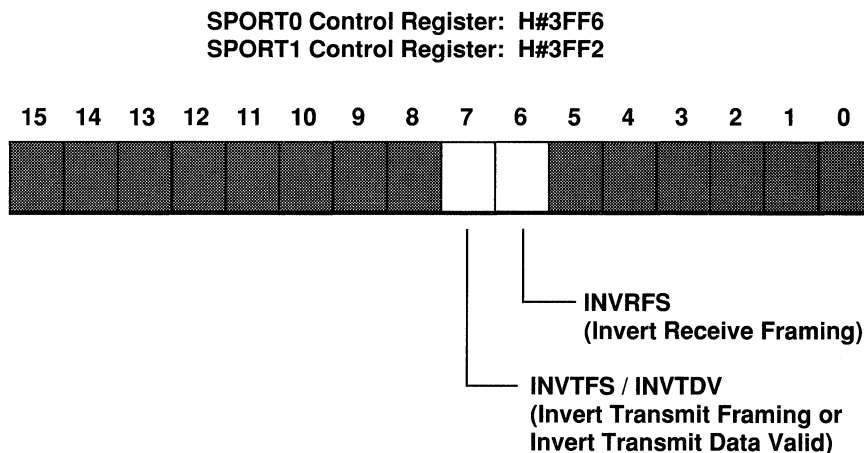 SPORT0 Control Register: H#3FF6
SPORT1 Control Register: H#3FF2
15 14 13 12 11 10 9 8 7 6 5 4 3 2 1 0
INVRFS
(Invert Receive Framing)
INVTFS / INVTDV
(Invert Transmit Framing or
Invert Transmit Data Valid)